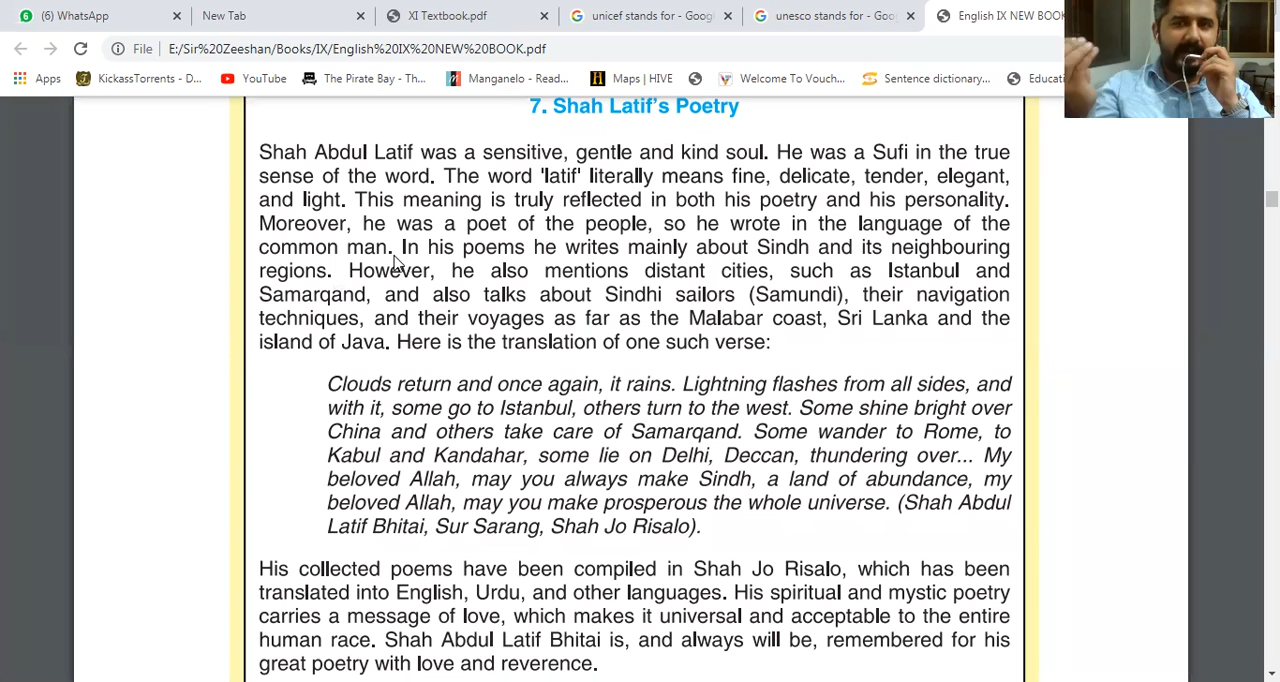 (6) WhatsApp
New Tab
XI Textbook.pdf
unicef stands for - Goog
unesco stands for - Goo
English IX NEW BOOK
File | E:/Sir%20Zeeshan/Books/IX/English%20IX%20NEW%20BOOK.pdf
Apps KickassTorrents - D... YouTube The Pirate Bay - Th... Manganelo - Read... Maps | HIVE Welcome To Vouch... Sentence dictionary... Educati
7. Shah Latif's Poetry
Shah Abdul Latif was a sensitive, gentle and kind soul. He was a Sufi in the true
sense of the word. The word 'latif' literally means fine, delicate, tender, elegant,
and light. This meaning is truly reflected in both his poetry and his personality.
Moreover, he was a poet of the people, so he wrote in the language of the
common man. In his poems he writes mainly about Sindh and its neighbouring
regions. However, he also mentions distant cities, such as Istanbul and
Samarqand, and also talks about Sindhi sailors (Samundi), their navigation
techniques, and their voyages as far as the Malabar coast, Sri Lanka and the
island of Java. Here is the translation of one such verse:
Clouds return and once again, it rains. Lightning flashes from all sides, and
with it, some go to Istanbul, others turn to the west. Some shine bright over
China and others take care of Samarqand. Some wander to Rome, to
Kabul and Kandahar, some lie on Delhi, Deccan, thundering over... My
beloved Allah, may you always make Sindh, a land of abundance, my
beloved Allah, may you make prosperous the whole universe. (Shah Abdul
Latif Bhitai, Sur Sarang, Shah Jo Risalo).
His collected poems have been compiled in Shah Jo Risalo, which has been
translated into English, Urdu, and other languages. His spiritual and mystic poetry
carries a message of love, which makes it universal and acceptable to the entire
human race. Shah Abdul Latif Bhitai is, and always will be, remembered for his
great poetry with love and reverence.